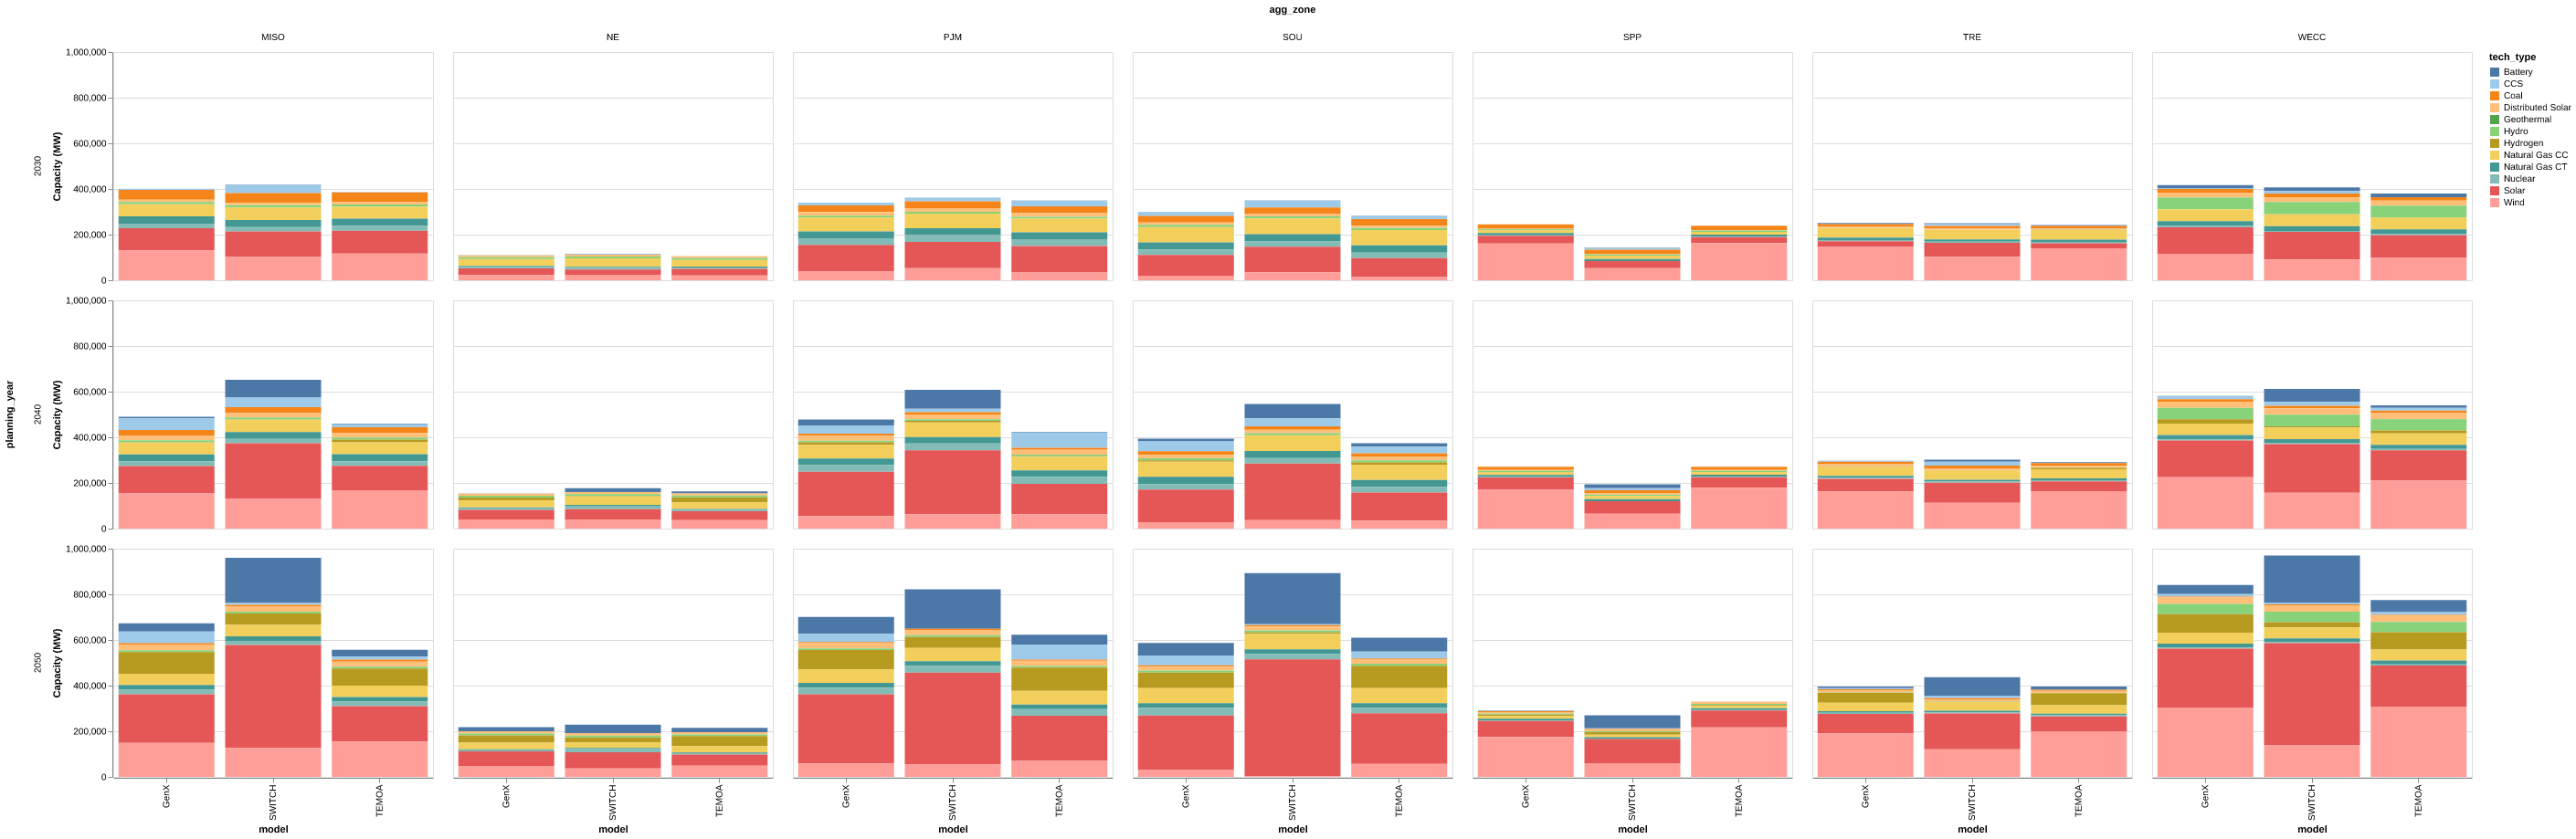 agg_zone
MISO NE PJM SOU SPP TRE WECC
planning_year
2030
Capacity (MW)
1,000,000
800,000
600,000
400,000
200,000
0
2040
Capacity (MW)
1,000,000
800,000
600,000
400,000
200,000
0
2050
Capacity (MW)
1,000,000
800,000
600,000
400,000
200,000
0
GenX SWITCH TEMOA GenX SWITCH TEMOA GenX SWITCH TEMOA GenX SWITCH TEMOA GenX SWITCH TEMOA GenX SWITCH TEMOA GenX SWITCH TEMOA
model model model model model model model
tech_type
Battery
CCS
Coal
Distributed Solar
Geothermal
Hydro
Hydrogen
Natural Gas CC
Natural Gas CT
Nuclear
Solar
Wind